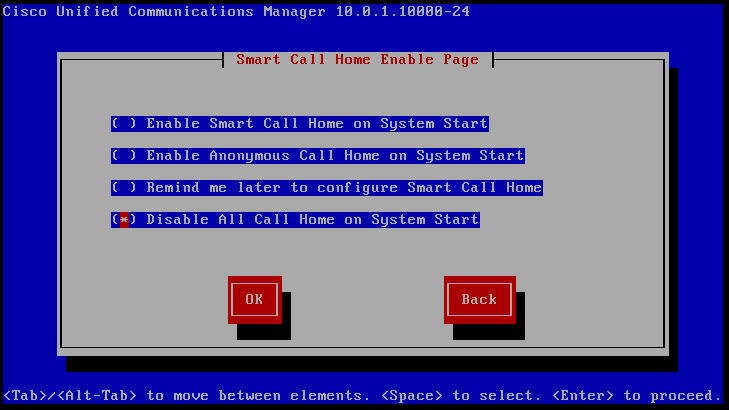 Cisco Unified Communications Manager 10.0.1.10000-24
Smart Call Home Enable Page
( ) Enable Smart Call Home on System Start
( ) Enable Anonymous Call Home on System Start
( ) Remind me later to configure Smart Call Home
(*) Disable All Call Home on System Start
OK Back
<Tab>/<Alt-Tab> to move between elements. <Space> to select. <Enter> to proceed.